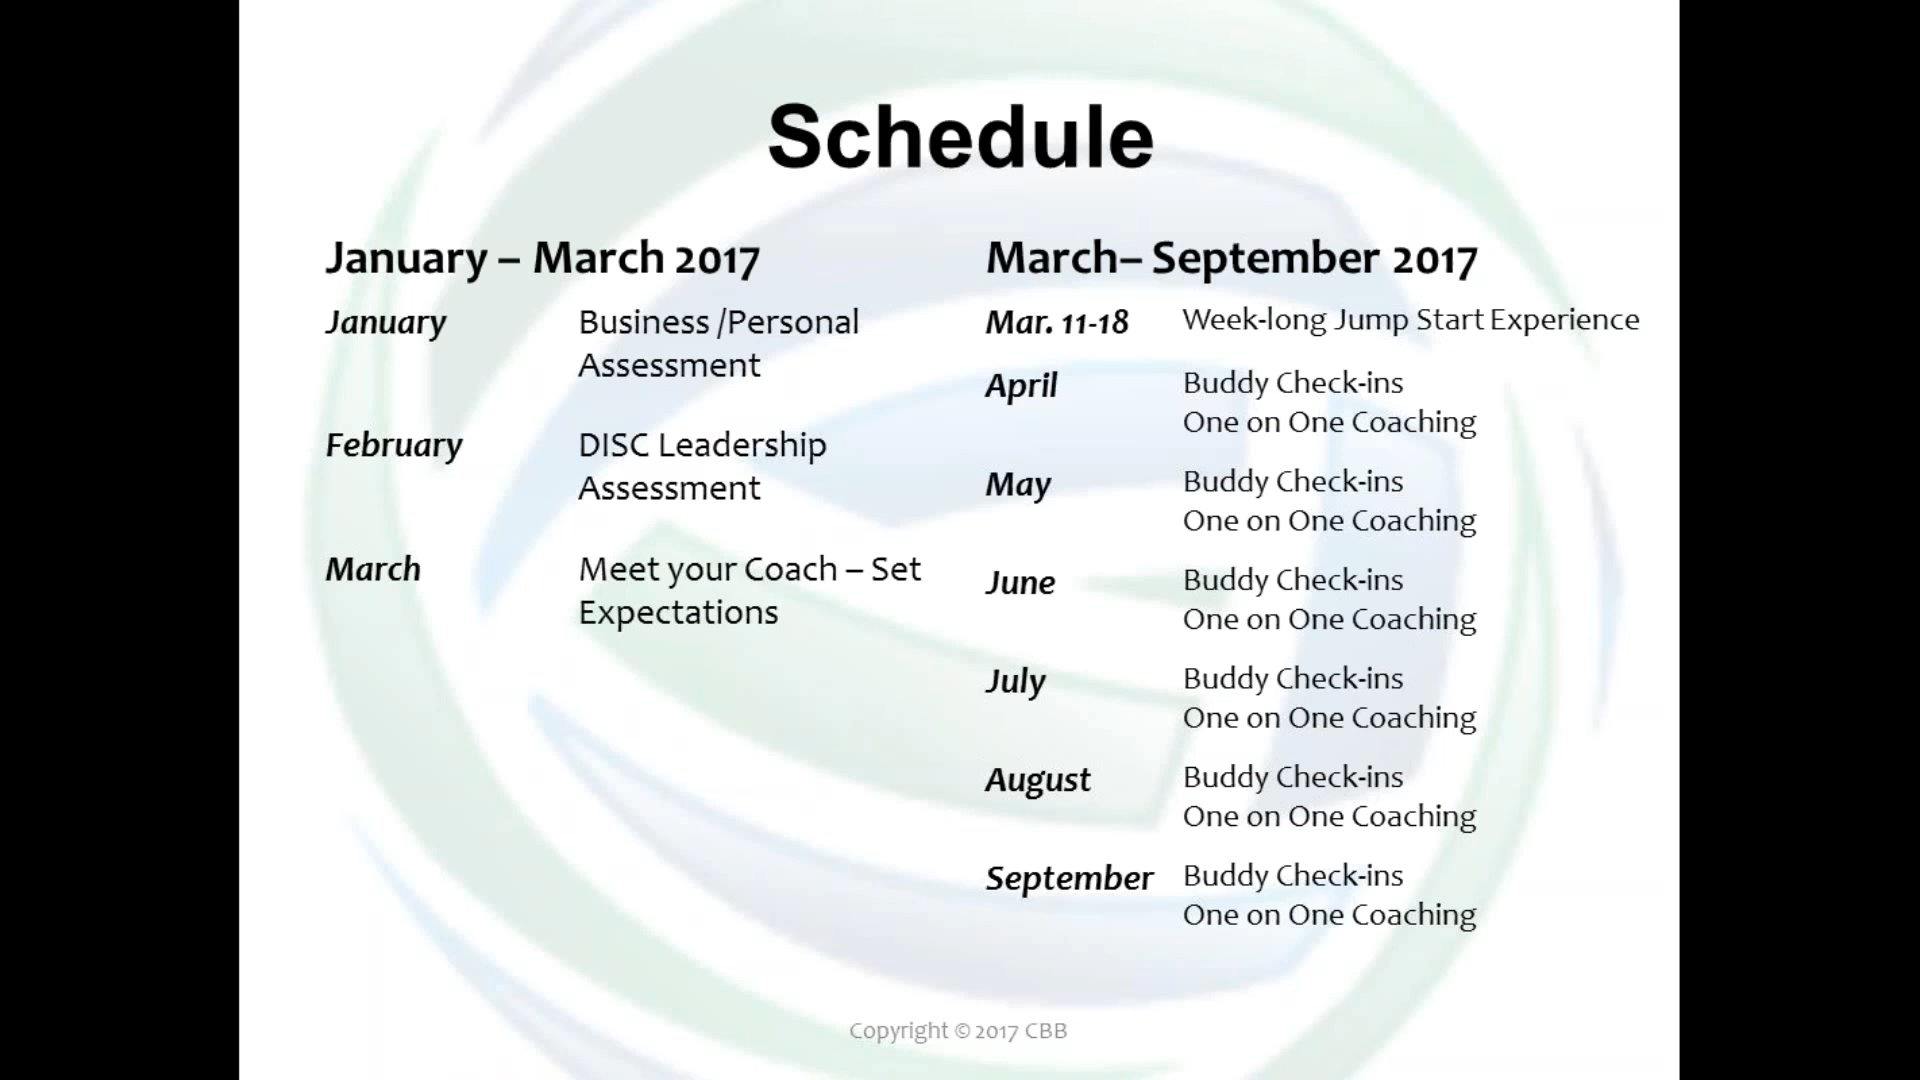 Schedule
January – March 2017
January Business /Personal
Assessment
February DISC Leadership
Assessment
March Meet your Coach – Set
Expectations
March– September 2017
Mar. 11-18 Week-long Jump Start Experience
April Buddy Check-ins
One on One Coaching
May Buddy Check-ins
One on One Coaching
June Buddy Check-ins
One on One Coaching
July Buddy Check-ins
One on One Coaching
August Buddy Check-ins
One on One Coaching
September Buddy Check-ins
One on One Coaching
Copyright © 2017 CBB